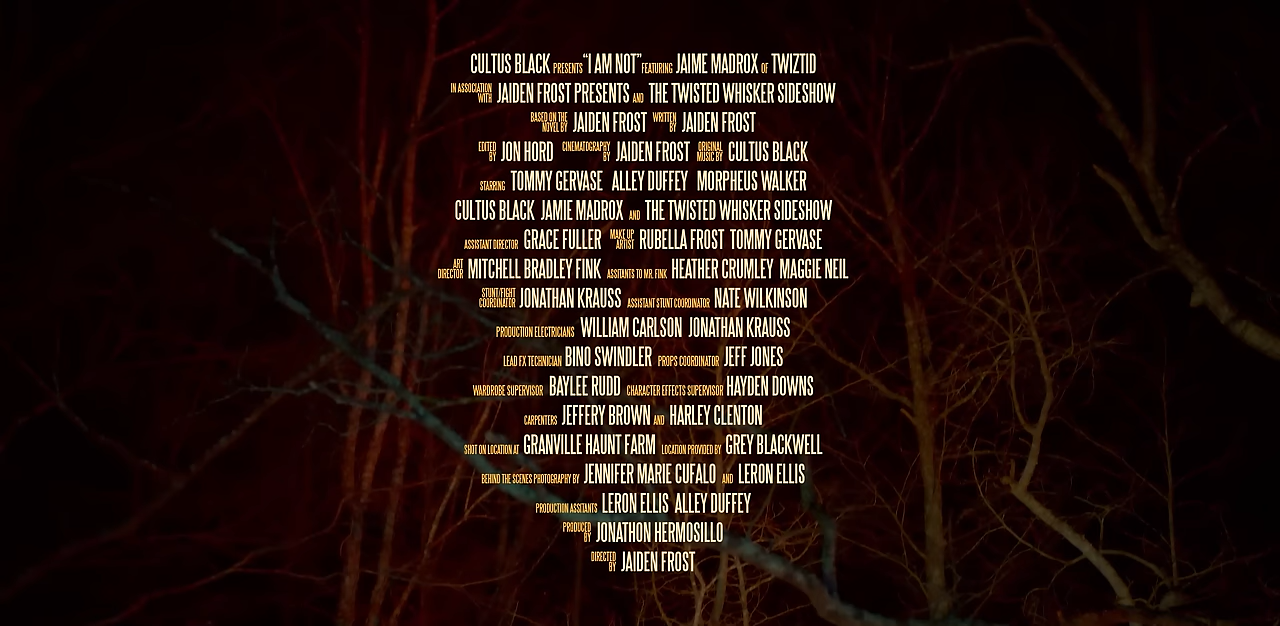 CULTUS BLACK PRESENTS "I AM NOT" FEATURING JAIME MADROX OF TWIZTID
IN ASSOCIATION WITH JAIDEN FROST PRESENTS AND THE TWISTED WHISKER SIDESHOW
BASED ON THE NOVEL BY JAIDEN FROST WRITTEN BY JAIDEN FROST
EDITED BY JON HORD CINEMATOGRAPHY BY JAIDEN FROST ORIGINAL MUSIC BY CULTUS BLACK
STARRING TOMMY GERVASE ALLEY DUFFEY MORPHEUS WALKER
CULTUS BLACK JAMIE MADROX AND THE TWISTED WHISKER SIDESHOW
ASSISTANT DIRECTOR GRACE FULLER MAKE UP ARTIST RUBELLA FROST TOMMY GERVASE
ART DIRECTOR MITCHELL BRADLEY FINK ASSITANTS TO MR. FINK HEATHER CRUMLEY MAGGIE NEIL
STUNT/FIGHT COORDINATOR JONATHAN KRAUSS ASSISTANT STUNT COORDINATOR NATE WILKINSON
PRODUCTION ELECTRICIANS WILLIAM CARLSON JONATHAN KRAUSS
LEAD FX TECHNICIAN BINO SWINDLER PROPS COORDINATOR JEFF JONES
WARDROBE SUPERVISOR BAYLEE RUDD CHARACTER EFFECTS SUPERVISOR HAYDEN DOWNS
CARPENTERS JEFFERY BROWN AND HARLEY CLENTON
SHOT ON LOCATION AT GRANVILLE HAUNT FARM LOCATION PROVIDED BY GREY BLACKWELL
BEHIND THE SCENES PHOTOGRAPHY BY JENNIFER MARIE CUFALO AND LERON ELLIS
PRODUCTION ASSITANTS LERON ELLIS ALLEY DUFFEY
PRODUCED BY JONATHON HERMOSILLO
DIRECTED BY JAIDEN FROST